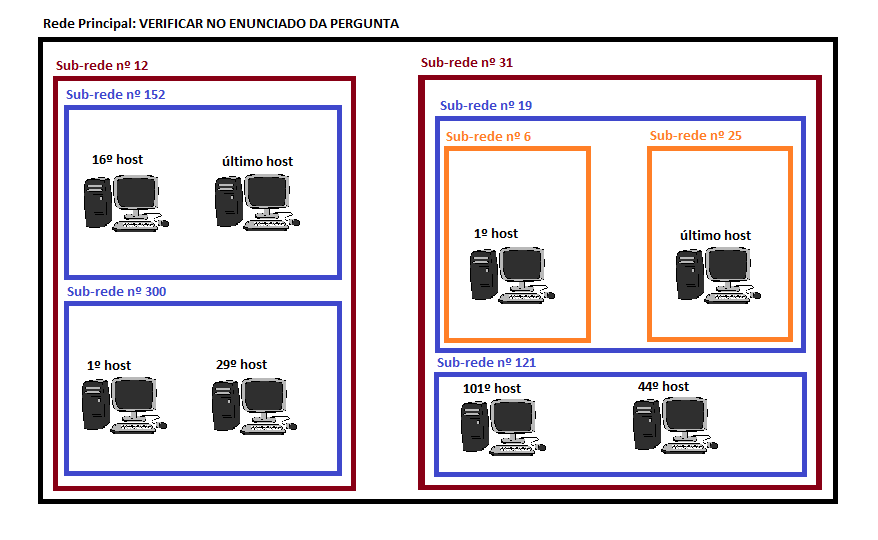 Rede Principal: VERIFICAR NO ENUNCIADO DA PERGUNTA
Sub-rede nº 12
Sub-rede nº 152
16º host
último host
Sub-rede nº 300
1º host
29º host
Sub-rede nº 31
Sub-rede nº 19
Sub-rede nº 6
1º host
Sub-rede nº 25
último host
Sub-rede nº 121
101º host
44º host